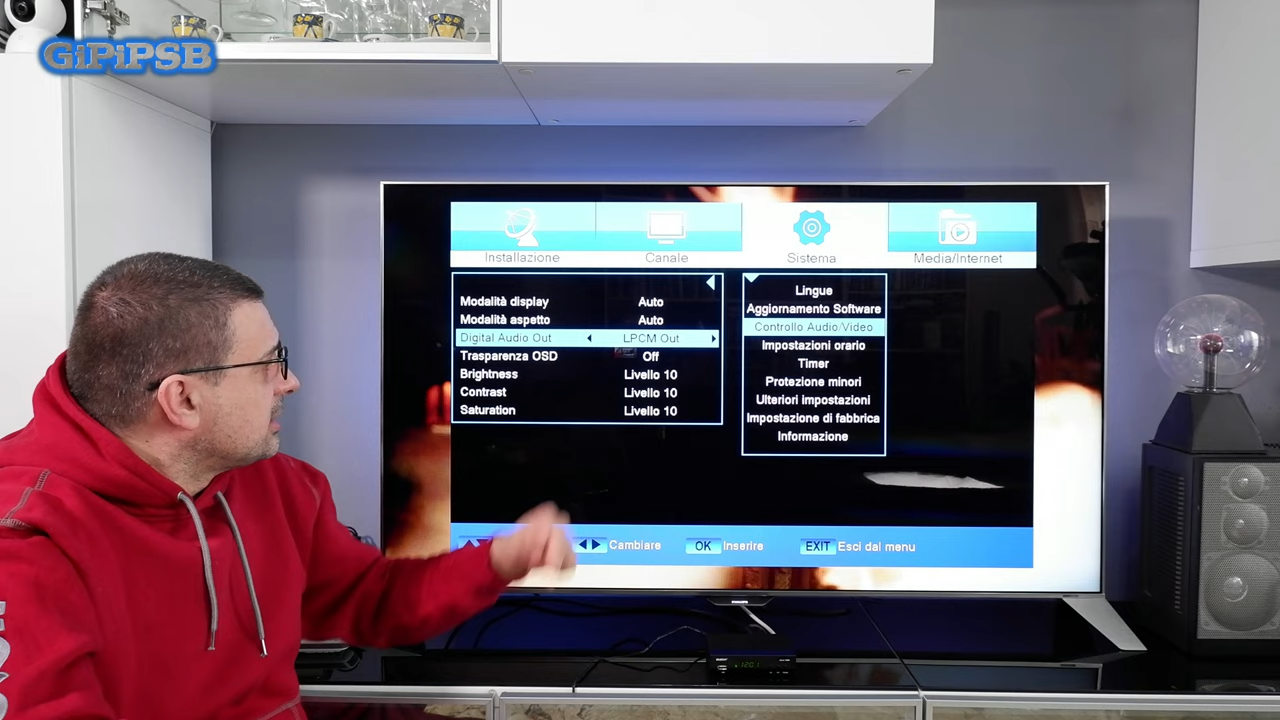 GiPiPSB
Installazione
Canale
Sistema
Media/Internet
Modalità display Auto
Modalità aspetto Auto
Digital Audio Out LPCM Out
Trasparenza OSD Off
Brightness Livello 10
Contrast Livello 10
Saturation Livello 10
Lingue
Aggiornamento Software
Controllo Audio/Video
Impostazioni orario
Timer
Protezione minori
Ulteriori impostazioni
Impostazione di fabbrica
Informazione
Cambiare
OK Inserire
EXIT Esci dal menu
PHILIPS